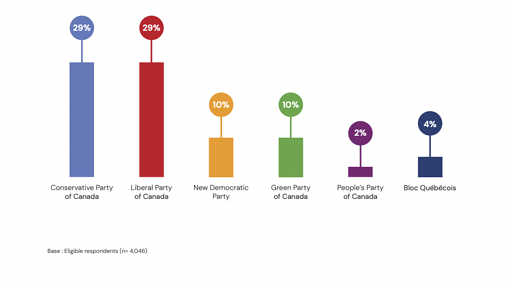 29%
29%
10%
10%
2%
4%
Conservative Party
of Canada
Liberal Party
of Canada
New Democratic
Party
Green Party
of Canada
People's Party
of Canada
Bloc Québécois
Base : Eligible respondents (n= 4,046)